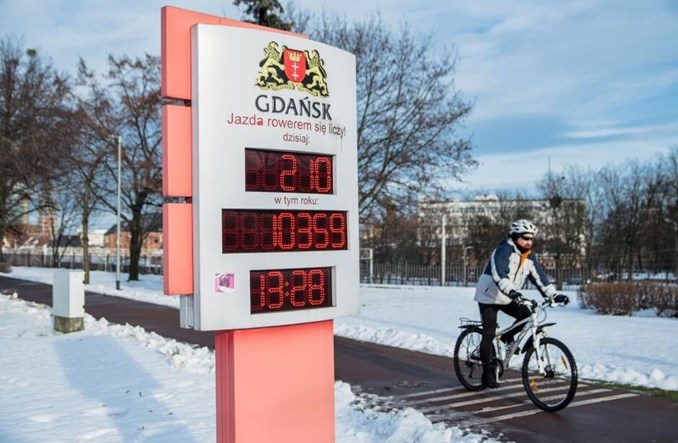 GDAŃSK
Jazda rowerem się liczy!
dzisiaj:
210
w tym roku:
10359
13:28